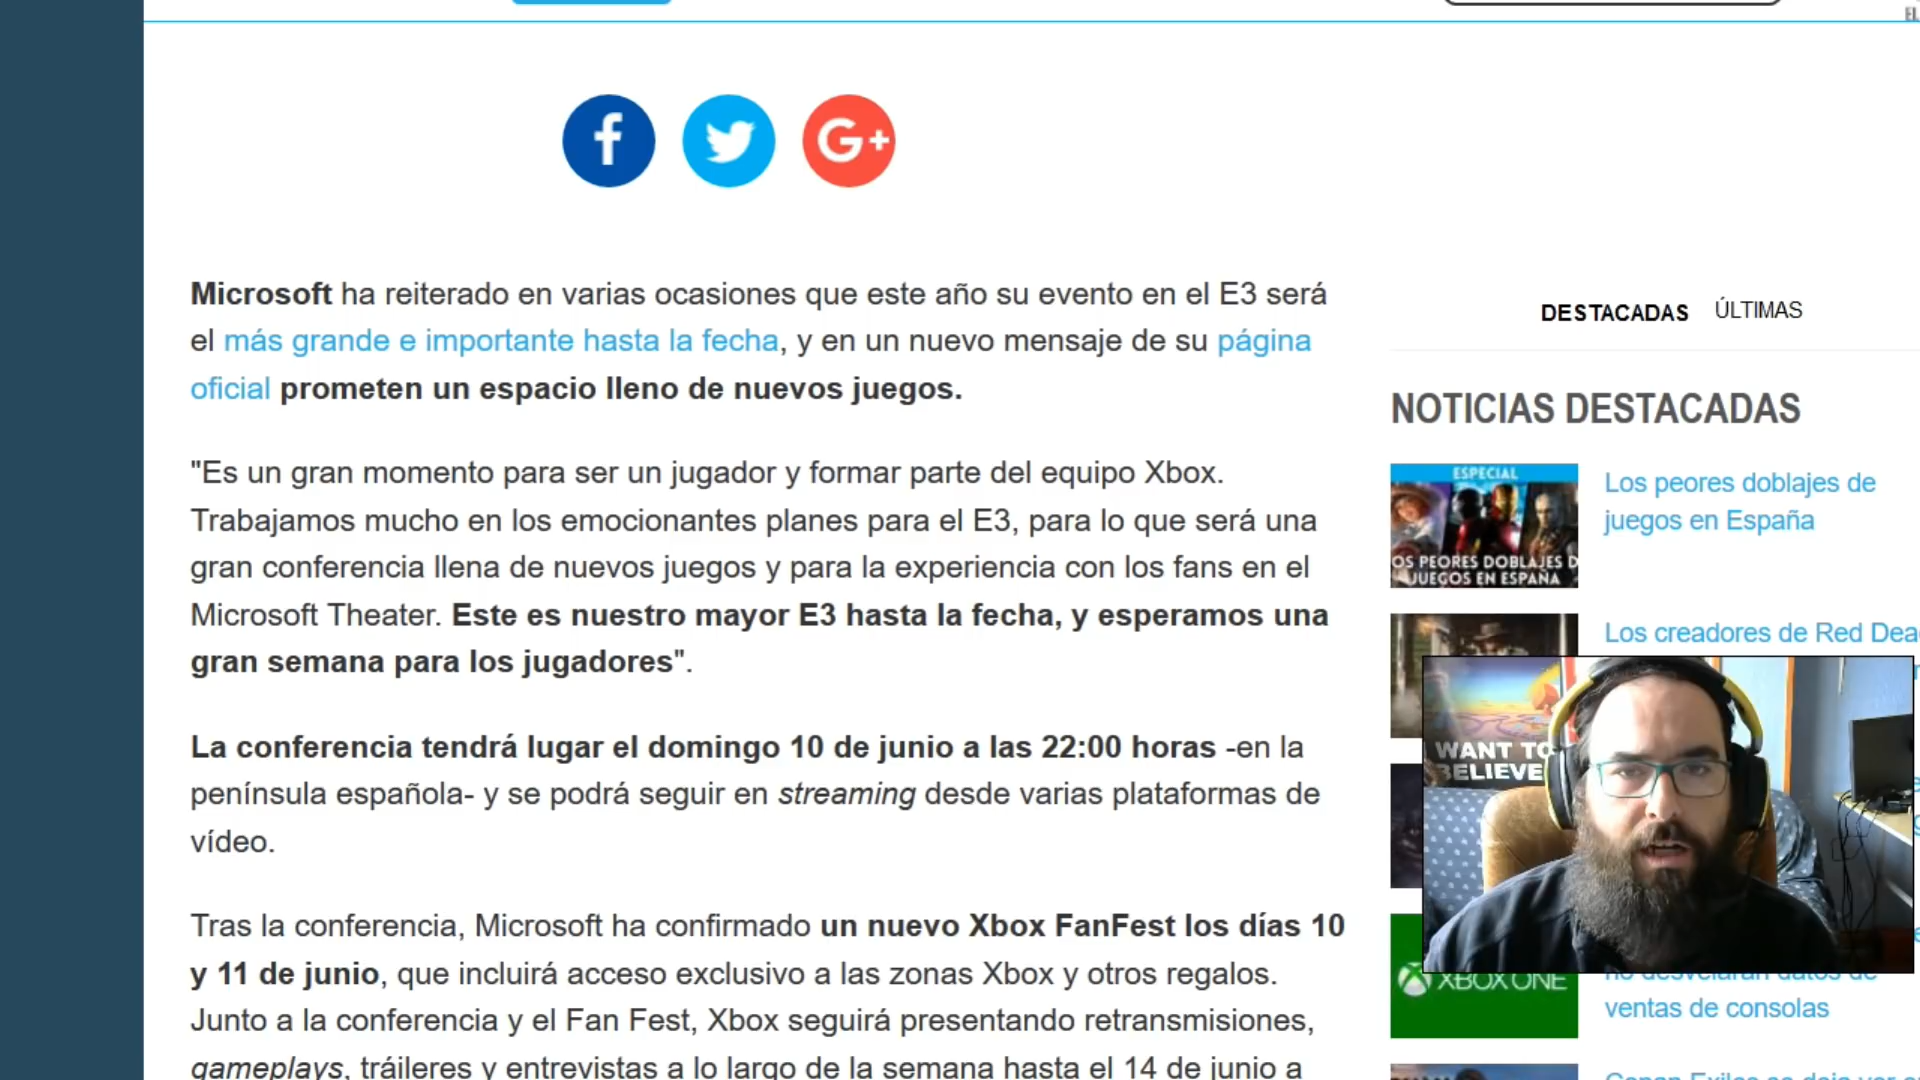 EL
f
G+
Microsoft ha reiterado en varias ocasiones que este año su evento en el E3 será
el más grande e importante hasta la fecha, y en un nuevo mensaje de su página
oficial prometen un espacio lleno de nuevos juegos.
"Es un gran momento para ser un jugador y formar parte del equipo Xbox.
Trabajamos mucho en los emocionantes planes para el E3, para lo que será una
gran conferencia llena de nuevos juegos y para la experiencia con los fans en el
Microsoft Theater. Este es nuestro mayor E3 hasta la fecha, y esperamos una
gran semana para los jugadores".
La conferencia tendrá lugar el domingo 10 de junio a las 22:00 horas -en la
península española- y se podrá seguir en streaming desde varias plataformas de
vídeo.
Tras la conferencia, Microsoft ha confirmado un nuevo Xbox FanFest los días 10
y 11 de junio, que incluirá acceso exclusivo a las zonas Xbox y otros regalos.
Junto a la conferencia y el Fan Fest, Xbox seguirá presentando retransmisiones,
gameplays, tráileres y entrevistas a lo largo de la semana hasta el 14 de junio a
DESTACADAS ÚLTIMAS
NOTICIAS DESTACADAS
ESPECIAL
OS PEORES DOBLAJES D
JUEGOS EN ESPAÑA
Los peores doblajes de
juegos en España
Los creadores de Red Dea
WANT TO
BELIEVE
XBOX ONE
no desvelarán datos de
ventas de consolas
Conan Exiles se deja ver